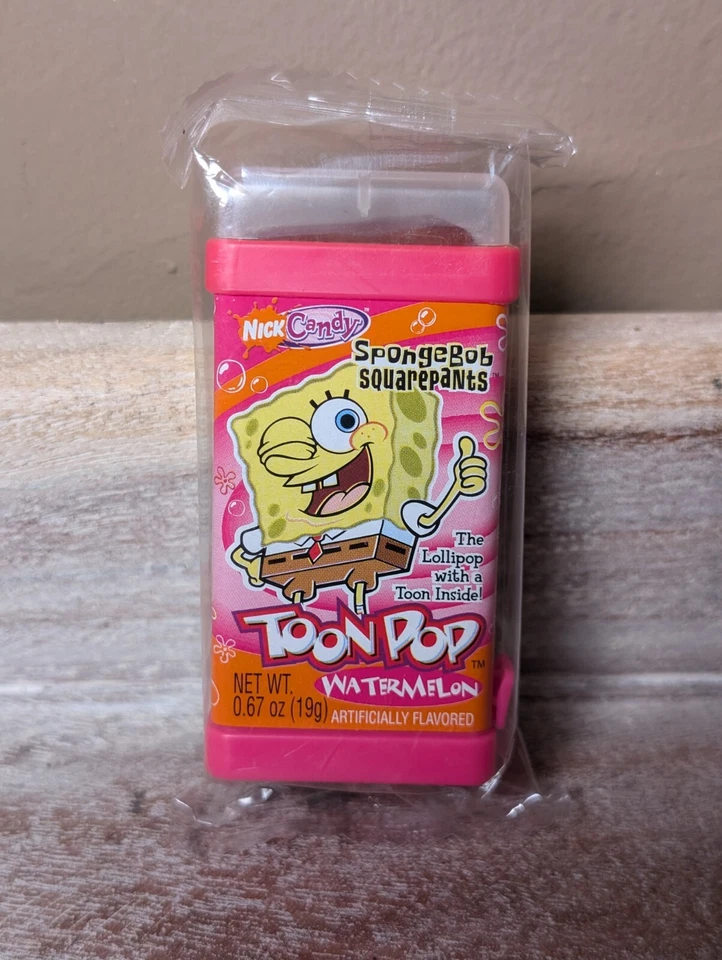 NICK Candy™
SpongeBob
SQUAREPANTS™
The
Lollipop
with a
Toon Inside!
TOON POP™
WATERMELON
NET WT.
0.67 oz (19g)
ARTIFICIALLY FLAVORED